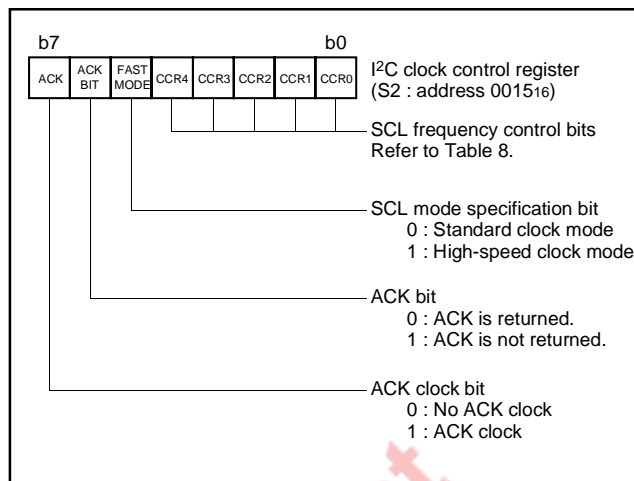 b7 b0
ACK ACK BIT FAST MODE CCR4 CCR3 CCR2 CCR1 CCR0
I2C clock control register
(S2 : address 001516)
SCL frequency control bits
Refer to Table 8.
SCL mode specification bit
0 : Standard clock mode
1 : High-speed clock mode
ACK bit
0 : ACK is returned.
1 : ACK is not returned.
ACK clock bit
0 : No ACK clock
1 : ACK clock